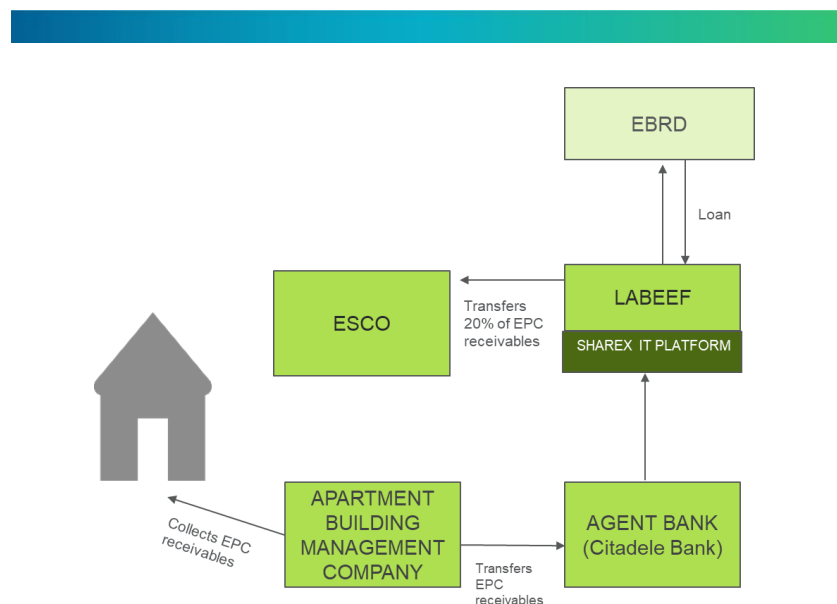 EBRD
Loan
LABEEF
SHAREX IT PLATFORM
ESCO
Transfers
20% of EPC
receivables
APARTMENT
BUILDING
MANAGEMENT
COMPANY
AGENT BANK
(Citadele Bank)
Collects EPC
receivables
Transfers
EPC
receivables